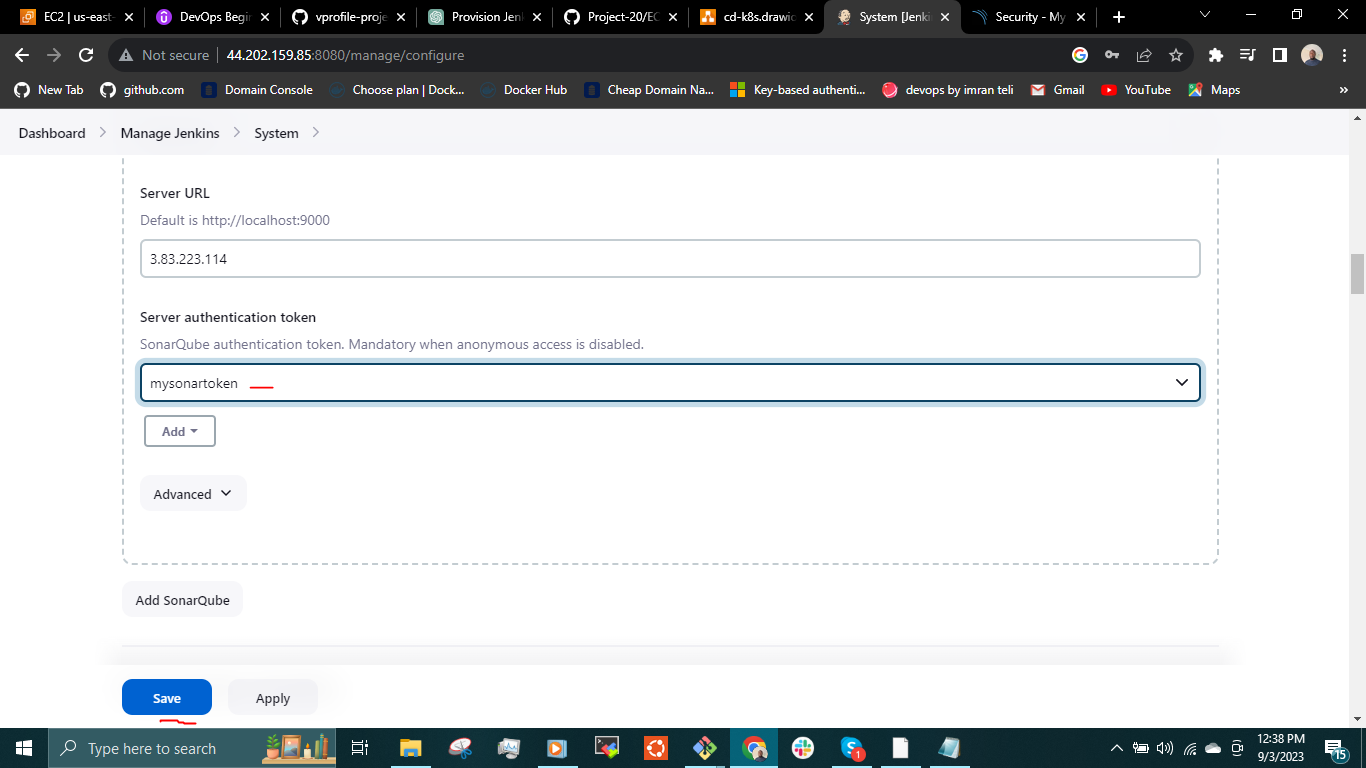 EC2 | us-east-
DevOps Begi
vprofile-proje
Provision Jen
Project-20/EC
cd-k8s.drawic
System [Jenki
Security - My
Not secure
44.202.159.85:8080/manage/configure
New Tab
github.com
Domain Console
Choose plan | Dock...
Docker Hub
Cheap Domain Na...
Key-based authenti...
devops by imran teli
Gmail
YouTube
Maps
»
Dashboard
Manage Jenkins
System
Server URL
Default is http://localhost:9000
3.83.223.114
Server authentication token
SonarQube authentication token. Mandatory when anonymous access is disabled.
mysonartoken
Add
Advanced
Add SonarQube
Save
Apply
Type here to search
1
12:38 PM
9/3/2023
15